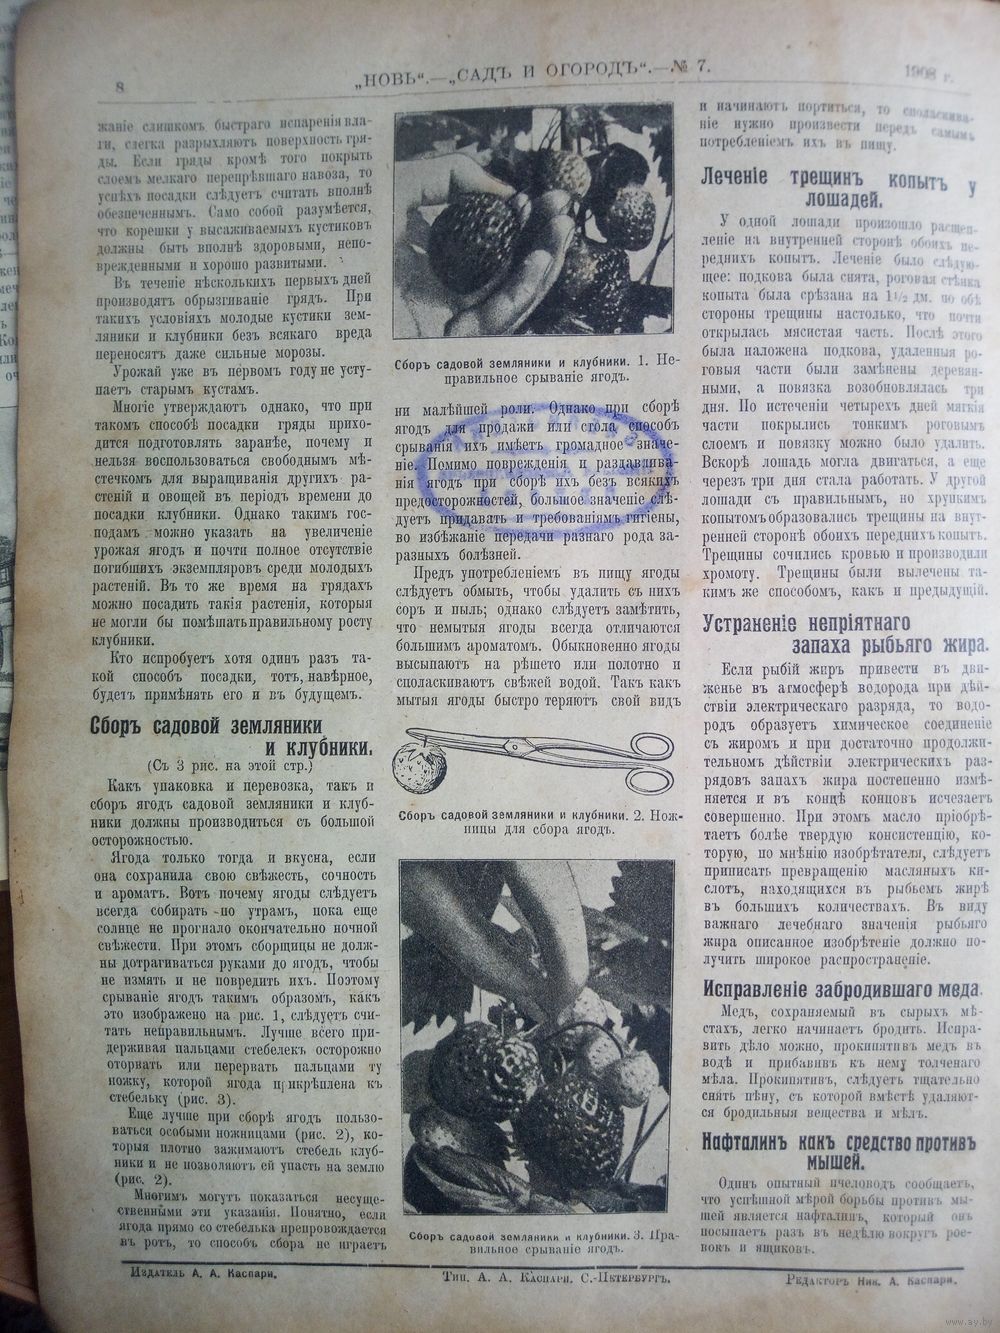 8
„НОВЬ“.—„САДЪ И ОГОРОДЪ“.—№ 7.
1908 г.
жаніе слишкомъ быстраго испаренія вла-
ги, слегка разрыхляютъ поверхность гря-
ды. Если гряды кромѣ того покрыть
слоемъ мелкаго перепрѣвшаго навоза, то
успѣхъ посадки слѣдуетъ считать вполнѣ
обезпеченнымъ. Само собой разумѣется,
что корешки у высаживаемыхъ кустиковъ
должны быть вполнѣ здоровыми, непо-
врежденными и хорошо развитыми.
Въ теченіе нѣсколькихъ первыхъ дней
производятъ обрызгиваніе грядъ. При
такихъ условіяхъ молодые кустики зем-
ляники и клубники безъ всякаго вреда
переносятъ даже сильные морозы.
Урожай уже въ первомъ году не усту-
паетъ старымъ кустамъ.
Многіе утверждаютъ однако, что при
такомъ способѣ посадки гряды прихо-
дится подготовлять заранѣе, почему и
нельзя воспользоваться свободнымъ мѣ-
стечкомъ для выращиванія другихъ ра-
стеній и овощей въ періодъ времени до
посадки клубники. Однако такимъ гос-
подамъ можно указать на увеличеніе
урожая ягодъ и почти полное отсутствіе
погибшихъ экземпляровъ среди молодыхъ
растеній. Въ то же время на грядахъ
можно посадить такія растенія, которыя
не могли бы помѣшать правильному росту
клубники.
Кто испробуетъ хотя одинъ разъ та-
кой способъ посадки, тотъ, навѣрное,
будетъ примѣнять его и въ будущемъ.
Сборъ садовой земляники
и клубники.
(Съ 3 рис. на этой стр.)
Какъ упаковка и перевозка, такъ и
сборъ ягодъ садовой земляники и клуб-
ники должны производиться съ большой
осторожностью.
Ягода только тогда и вкусна, если
она сохранила свою свѣжесть, сочность
и ароматъ. Вотъ почему ягоды слѣдуетъ
всегда собирать по утрамъ, пока еще
солнце не прогнало окончательно ночной
свѣжести. При этомъ сборщицы не долж-
ны дотрагиваться руками до ягодъ, чтобы
не измять и не повредить ихъ. Поэтому
срываніе ягодъ такимъ образомъ, какъ
это изображено на рис. 1, слѣдуетъ счи-
тать неправильнымъ. Лучше всего при-
держивая пальцами стебелекъ осторожно
оторвать или перервать пальцами ту
ножку, которой ягода прикрѣплена къ
стебельку (рис. 3).
Еще лучше при сборѣ ягодъ пользо-
ваться особыми ножницами (рис. 2), ко-
торыя плотно зажимаютъ стебель клуб-
ники и не позволяютъ ей упасть на землю
(рис. 2).
Многимъ могутъ показаться несуще-
ственными эти указанія. Понятно, если
ягода прямо со стебелька препровождается
въ ротъ, то способъ сбора не играетъ
Сборъ садовой земляники и клубники. 1. Не-
правильное срываніе ягодъ.
ни малѣйшей роли. Однако при сборѣ
ягодъ для продажи или стола способъ
срыванія ихъ имѣетъ громадное значе-
ніе. Помимо поврежденія и раздавлива-
нія ягодъ при сборѣ ихъ безъ всякихъ
предосторожностей, большое значеніе слѣ-
дуетъ придавать и требованіямъ гигіены,
во избѣжаніе передачи разнаго рода за-
разныхъ болѣзней.
Предъ употребленіемъ въ пищу ягоды
слѣдуетъ обмыть, чтобы удалить съ нихъ
соръ и пыль; однако слѣдуетъ замѣтить,
что немытыя ягоды всегда отличаются
большимъ ароматомъ. Обыкновенно ягоды
высыпаютъ на рѣшето или полотно и
споласкиваютъ свѣжей водой. Такъ какъ
мытыя ягоды быстро теряютъ свой видъ
Сборъ садовой земляники и клубники. 2. Нож-
ницы для сбора ягодъ.
Сборъ садовой земляники и клубники. 3. Пра-
вильное срываніе ягодъ.
и начинаютъ портиться, то споласкива-
ніе нужно произвести передъ самымъ
потребленіемъ ихъ въ пищу.
Леченіе трещинъ копытъ у
лошадей.
У одной лошади произошло расщеп-
леніе на внутренней сторонѣ обоихъ пе-
реднихъ копытъ. Леченіе было слѣдую-
щее: подкова была снята, роговая стѣнка
копыта была срѣзана на 1½ дм. по обѣ
стороны трещины настолько, что почти
открылась мясистая часть. Послѣ этого
была наложена подкова, удаленныя ро-
говыя части были замѣнены деревян-
ными, а повязка возобновлялась три
дня. По истеченіи четырехъ дней мягкія
части покрылись тонкимъ роговымъ
слоемъ и повязку можно было удалить.
Вскорѣ лошадь могла двигаться, а еще
черезъ три дня стала работать. У другой
лошади съ правильнымъ, но хрупкимъ
копытомъ образовались трещины на внут-
ренней сторонѣ обоихъ переднихъ копытъ.
Трещины сочились кровью и производили
хромоту. Трещины были вылечены та-
кимъ же способомъ, какъ и предыдущій.
Устраненіе непріятнаго
запаха рыбьяго жира.
Если рыбій жиръ привести въ дви-
женье въ атмосферѣ водорода при дѣй-
ствіи электрическаго разряда, то водо-
родъ образуетъ химическое соединеніе
съ жиромъ и при достаточно продолжи-
тельномъ дѣйствіи электрическихъ раз-
рядовъ запахъ жира постепенно измѣ-
няется и въ концѣ концовъ исчезаетъ
совершенно. При этомъ масло пріобрѣ-
таетъ болѣе твердую консистенцію, ко-
торую, по мнѣнію изобрѣтателя, слѣдуетъ
приписать превращенію масляныхъ ки-
слотъ, находящихся въ рыбьемъ жирѣ
въ большихъ количествахъ. Въ виду
важнаго лечебнаго значенія рыбьяго
жира описанное изобрѣтеніе должно по-
лучить широкое распространеніе.
Исправленіе забродившаго меда.
Медъ, сохраняемый въ сырыхъ мѣ-
стахъ, легко начинаетъ бродить. Испра-
вить дѣло можно, прокипятивъ медъ въ
водѣ и прибавивъ къ нему толченаго
мѣла. Прокипятивъ, слѣдуетъ тщательно
снять пѣну, съ которой вмѣстѣ удаляют-
ся бродильныя вещества и мѣлъ.
Нафталинъ какъ средство противъ
мышей.
Одинъ опытный пчеловодъ сообщаетъ,
что успѣшной мѣрой борьбы противъ мы-
шей является нафталинъ, который онъ
посыпаетъ разъ въ недѣлю вокругъ рое-
вокъ и ящиковъ.
Издатель А. А. Каспари.
Тип. А. А. Каспари. С.-Петербургъ.
Редакторъ Ник. А. Каспари.
www.ay.by